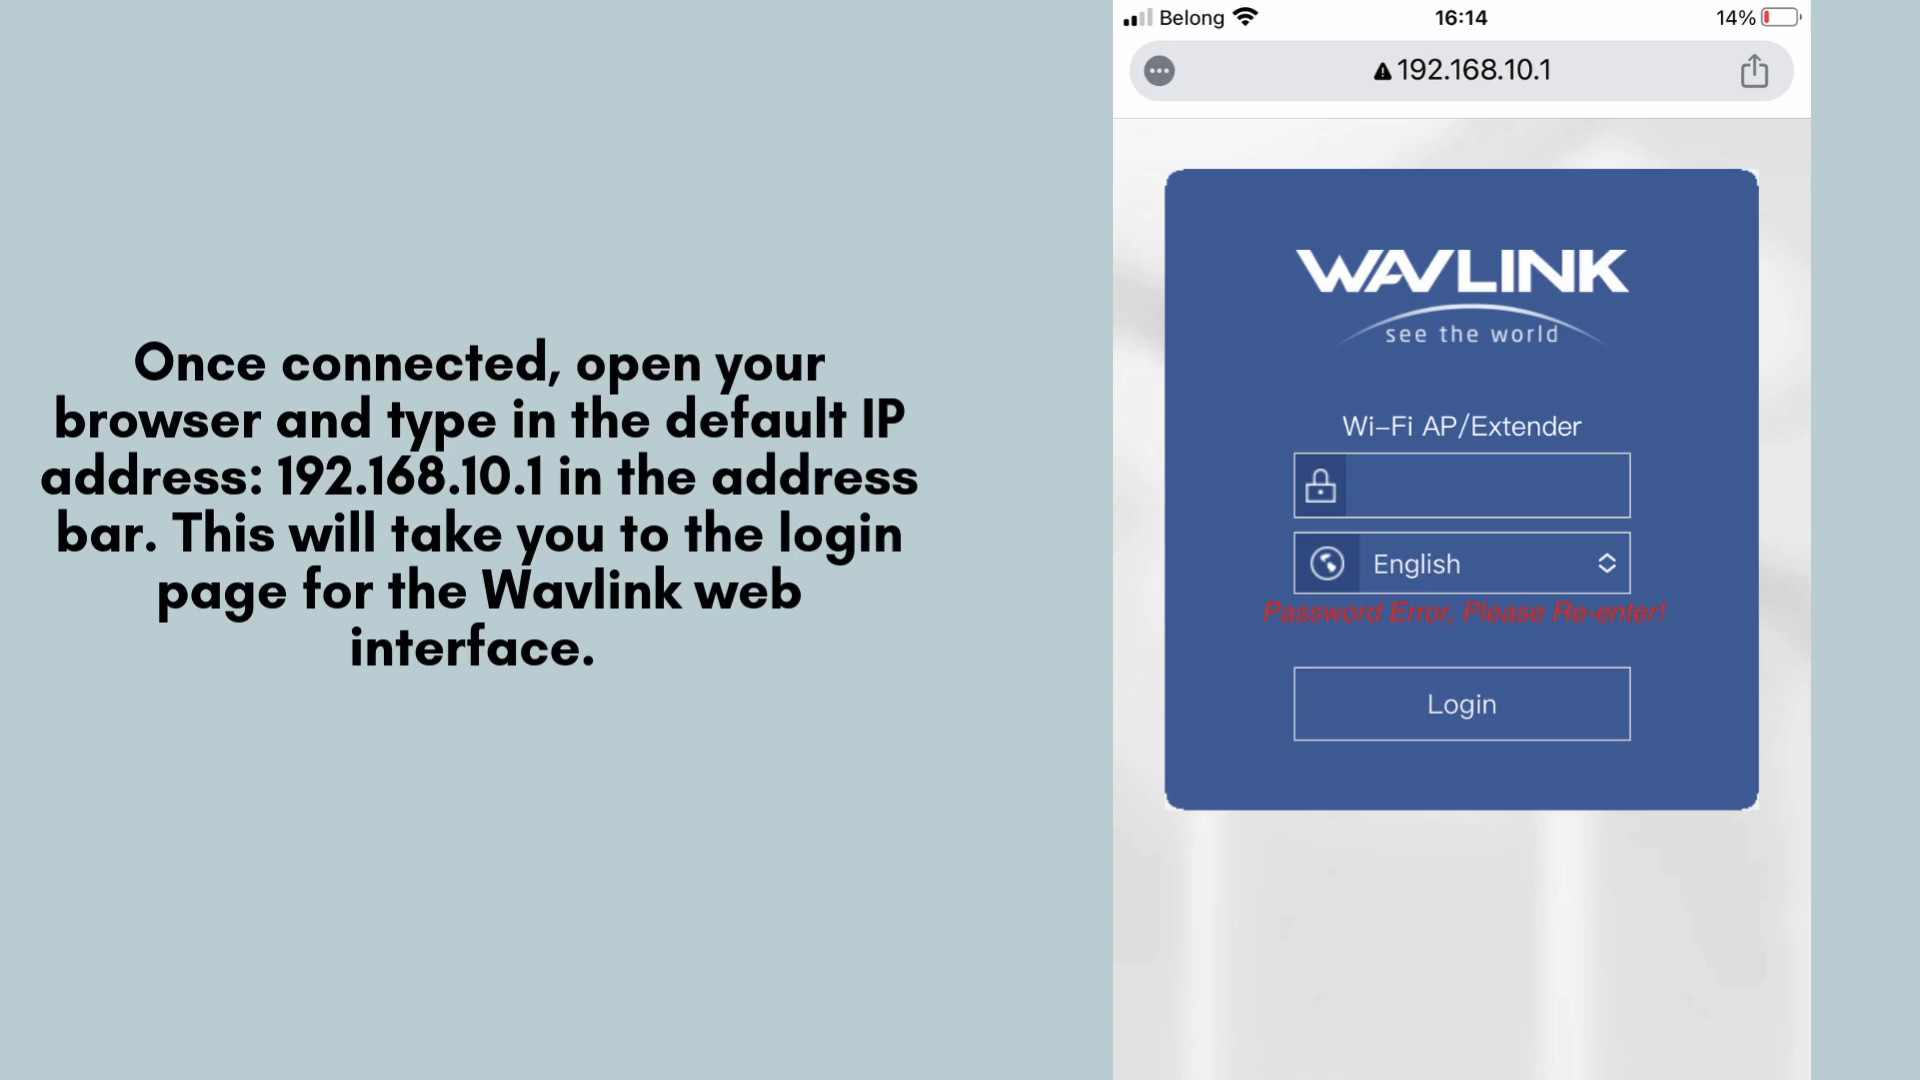 Once connected, open your
browser and type in the default IP
address: 192.168.10.1 in the address
bar. This will take you to the login
page for the Wavlink web
interface.
Belong 16:14 14%
192.168.10.1
WAVLINK
see the world
Wi-Fi AP/Extender
English
Password Error, Please Re-enter!
Login